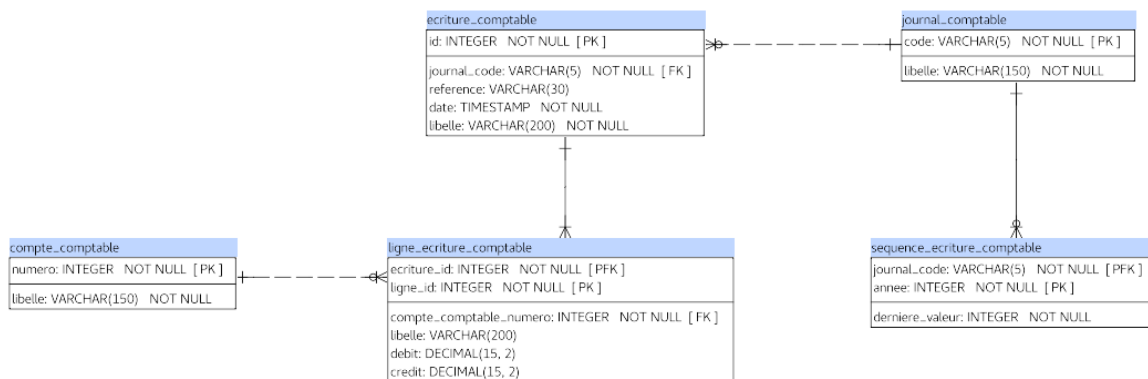 ecriture_comptable
id: INTEGER NOT NULL [ PK ]
journal_code: VARCHAR(5) NOT NULL [ FK ]
reference: VARCHAR(30)
date: TIMESTAMP NOT NULL
libelle: VARCHAR(200) NOT NULL
journal_comptable
code: VARCHAR(5) NOT NULL [ PK ]
libelle: VARCHAR(150) NOT NULL
compte_comptable
numero: INTEGER NOT NULL [ PK ]
libelle: VARCHAR(150) NOT NULL
ligne_ecriture_comptable
ecriture_id: INTEGER NOT NULL [ PFK ]
ligne_id: INTEGER NOT NULL [ PK ]
compte_comptable_numero: INTEGER NOT NULL [ FK ]
libelle: VARCHAR(200)
debit: DECIMAL(15, 2)
credit: DECIMAL(15, 2)
sequence_ecriture_comptable
journal_code: VARCHAR(5) NOT NULL [ PFK ]
annee: INTEGER NOT NULL [ PK ]
derniere_valeur: INTEGER NOT NULL